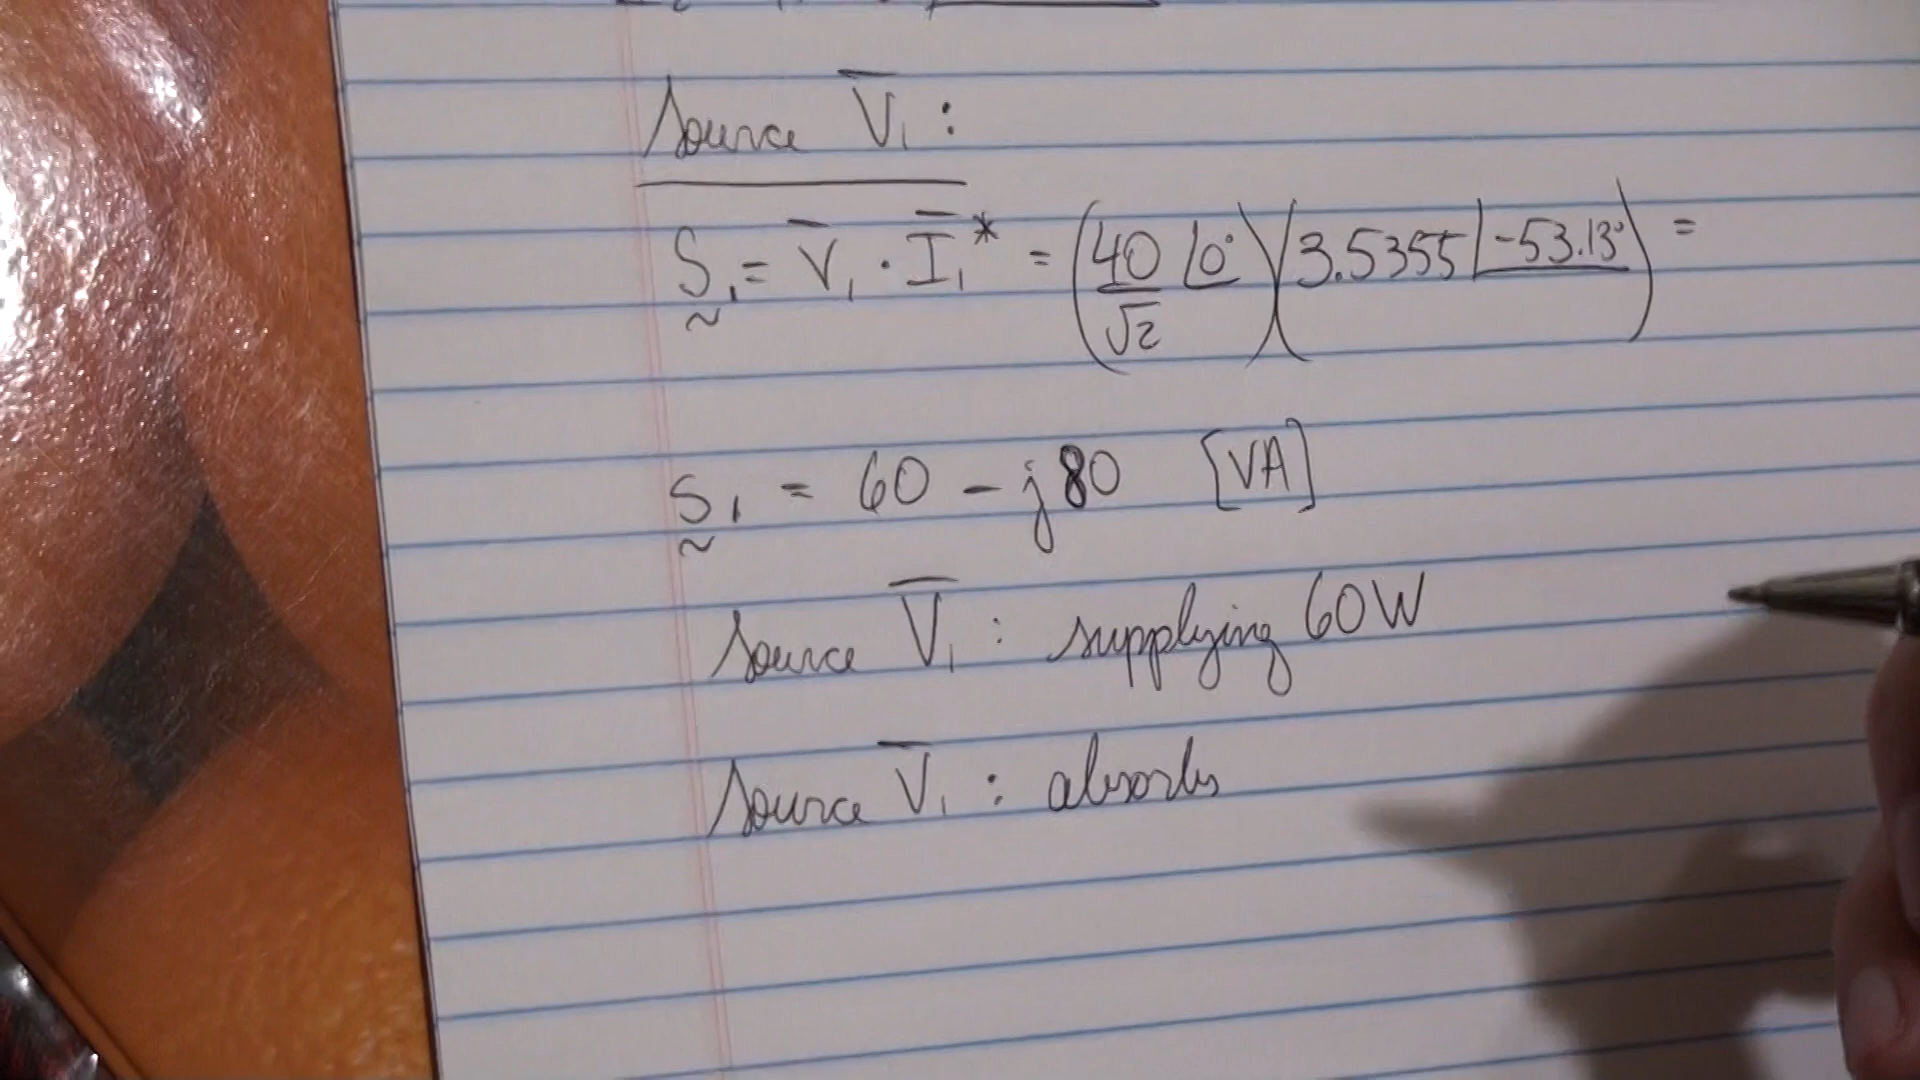 Source V̅₁ :
S₁ = V̅₁ · I̅₁* = (40/√2 ∠0°)(3.5355 ∠-53.13°) =
S₁ = 60 - j80 [VA]
Source V̅₁ : supplying 60W
Source V̅₁ : absorbs